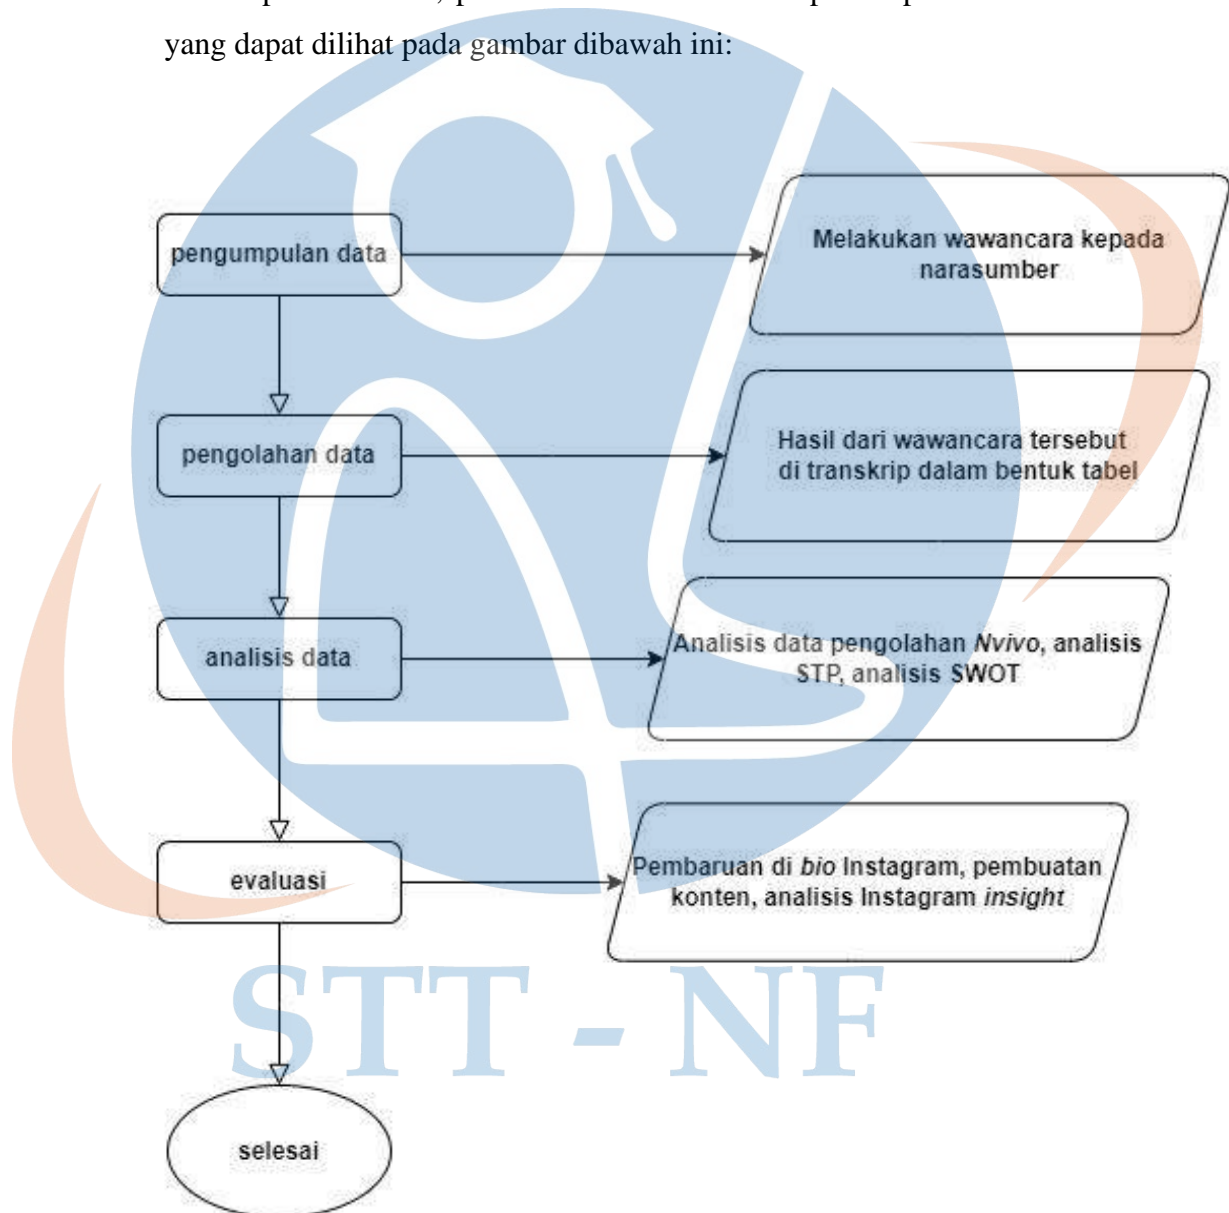 yang dapat dilihat pada gambar dibawah ini:
pengumpulan data
Melakukan wawancara kepada
narasumber
pengolahan data
Hasil dari wawancara tersebut
di transkrip dalam bentuk tabel
analisis data
Analisis data pengolahan Nvivo, analisis
STP, analisis SWOT
evaluasi
Pembaruan di bio Instagram, pembuatan
konten, analisis Instagram insight
STT - NF
selesai